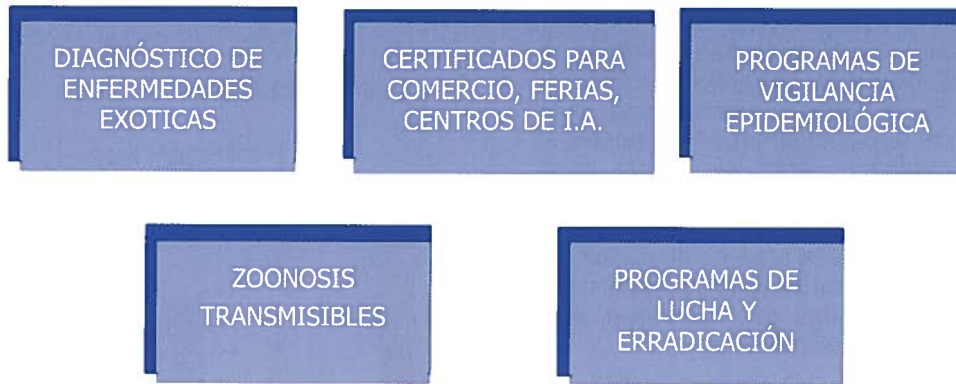 DIAGNÓSTICO DE
ENFERMEDADES
EXOTICAS
CERTIFICADOS PARA
COMERCIO, FERIAS,
CENTROS DE I.A.
PROGRAMAS DE
VIGILANCIA
EPIDEMIOLÓGICA
ZOONOSIS
TRANSMISIBLES
PROGRAMAS DE
LUCHA Y
ERRADICACIÓN